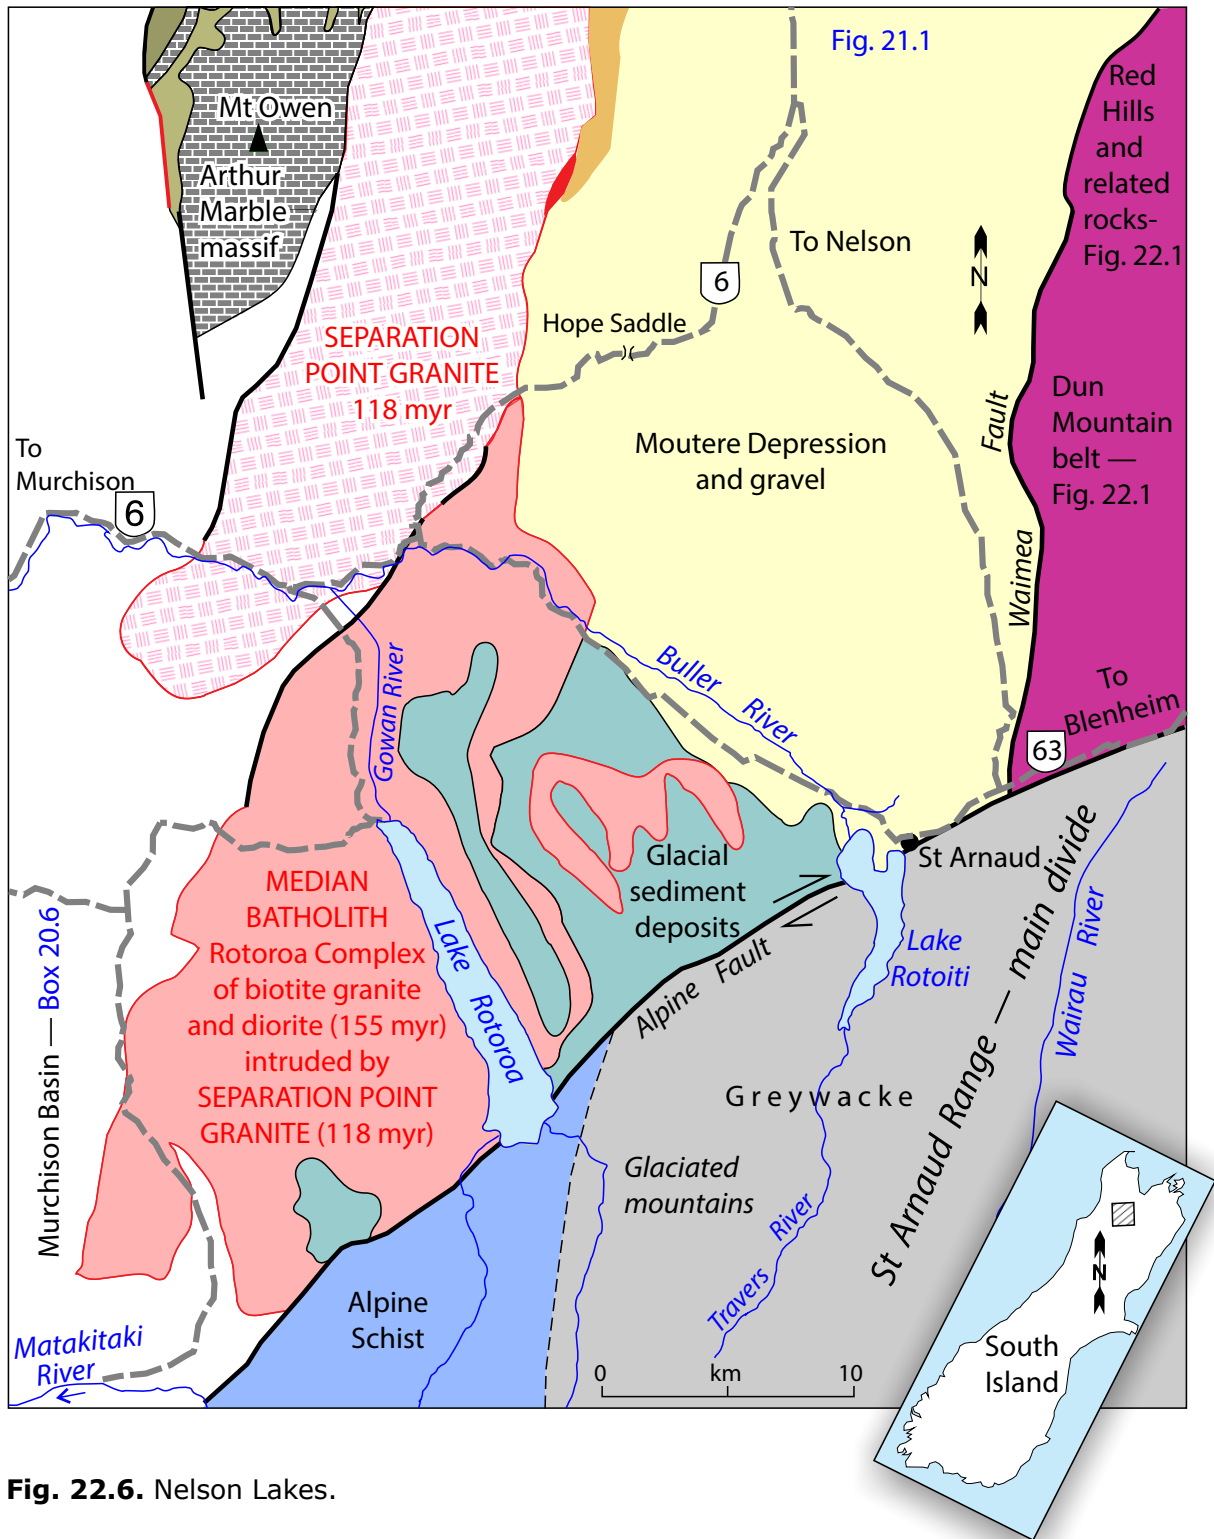 Fig. 21.1
Mt Owen
Arthur
Marble
massif
Red
Hills
and
related
rocks-
Fig. 22.1
To Nelson
N
6
Hope Saddle
SEPARATION
POINT GRANITE
118 myr
Dun
Mountain
belt —
Fig. 22.1
Moutere Depression
and gravel
Waimea Fault
To
Murchison
6
Buller River
Gowan River
To
Blenheim
63
St Arnaud
Glacial
sediment
deposits
MEDIAN
BATHOLITH
Rotoroa Complex
of biotite granite
and diorite (155 myr)
intruded by
SEPARATION POINT
GRANITE (118 myr)
Lake Rotoroa
Alpine Fault
Lake
Rotoiti
St Arnaud Range — main divide
Wairau River
Murchison Basin — Box 20.6
Greywacke
Glaciated
mountains
Travers River
Alpine
Schist
Matakitaki
River
0 km 10
N
South
Island
Fig. 22.6. Nelson Lakes.